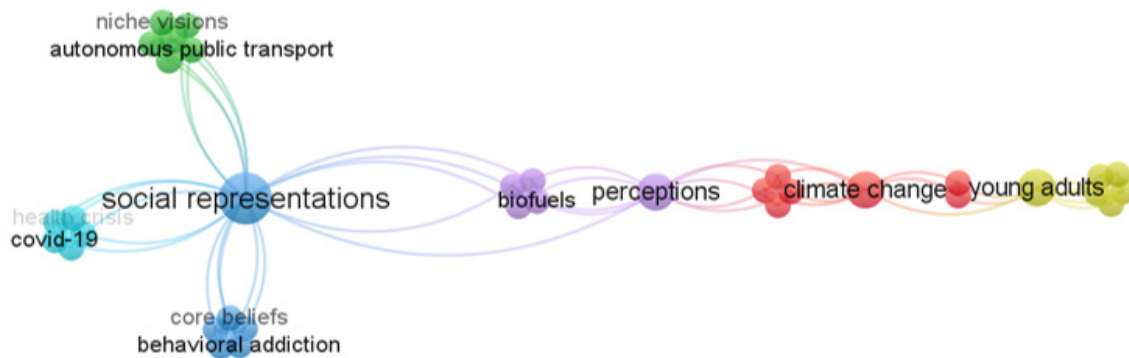 niche visions
autonomous public transport
social representations
health crisis
covid-19
core beliefs
behavioral addiction
biofuels
perceptions
climate change
young adults